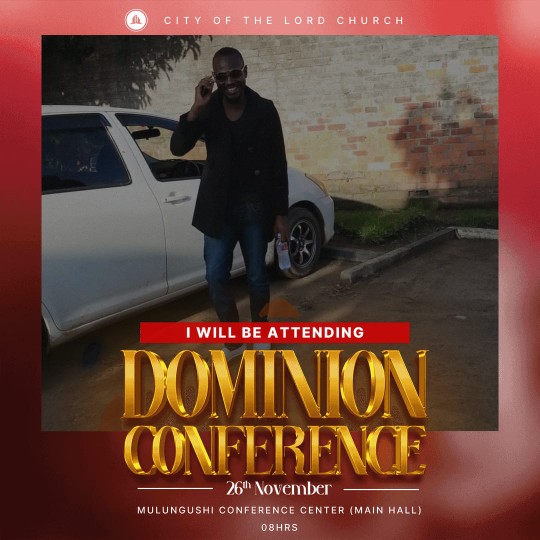 CITY OF THE LORD CHURCH
I WILL BE ATTENDING
DOMINION
CONFERENCE
26th November
MULUNGUSHI CONFERENCE CENTER (MAIN HALL)
08HRS